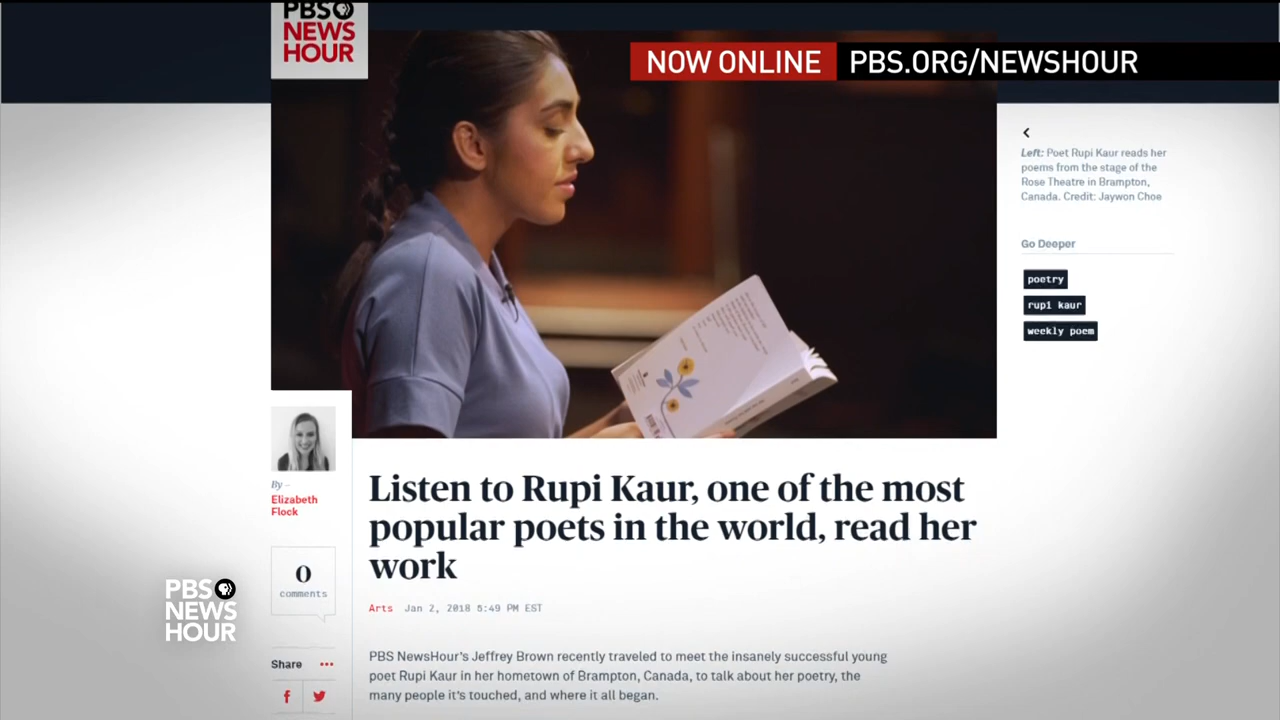 PBS
NEWS
HOUR
NOW ONLINE PBS.ORG/NEWSHOUR
Left: Poet Rupi Kaur reads her
poems from the stage of the
Rose Theatre in Brampton,
Canada. Credit: Jaywon Choe
Go Deeper
poetry
rupi kaur
weekly poem
By –
Elizabeth
Flock
0
comments
Share
Listen to Rupi Kaur, one of the most
popular poets in the world, read her
work
Arts Jan 2, 2018 5:49 PM EST
PBS NewsHour's Jeffrey Brown recently traveled to meet the insanely successful young
poet Rupi Kaur in her hometown of Brampton, Canada, to talk about her poetry, the
many people it's touched, and where it all began.
PBS
NEWS
HOUR